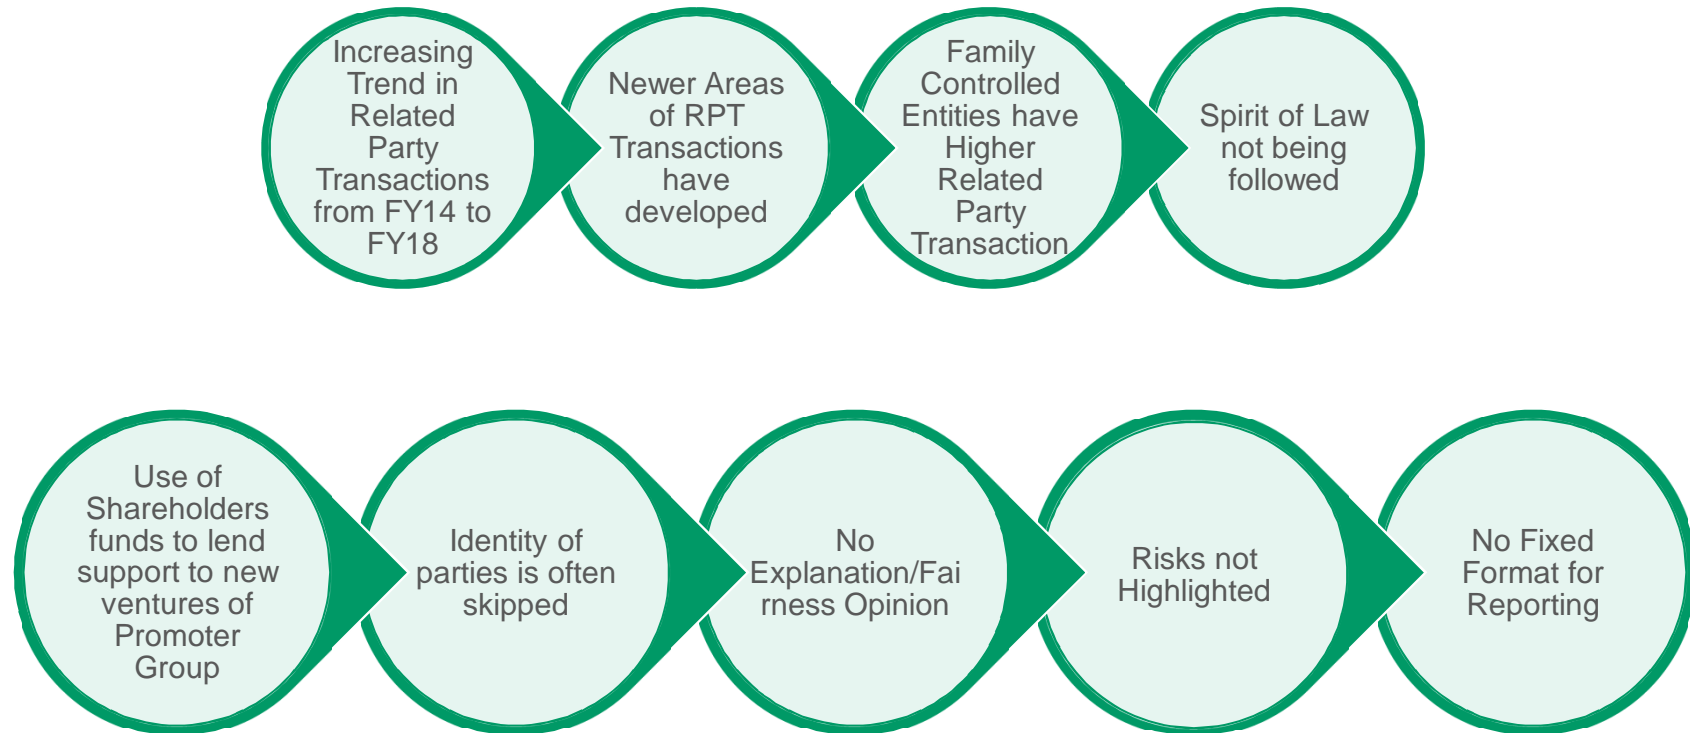 Increasing
Trend in
Related
Party
Transactions
from FY14 to
FY18
Newer Areas
of RPT
Transactions
have
developed
Family
Controlled
Entities have
Higher
Related
Party
Transaction
Spirit of Law
not being
followed
Use of
Shareholders
funds to lend
support to new
ventures of
Promoter
Group
Identity of
parties is often
skipped
No
Explanation/Fai
rness Opinion
Risks not
Highlighted
No Fixed
Format for
Reporting